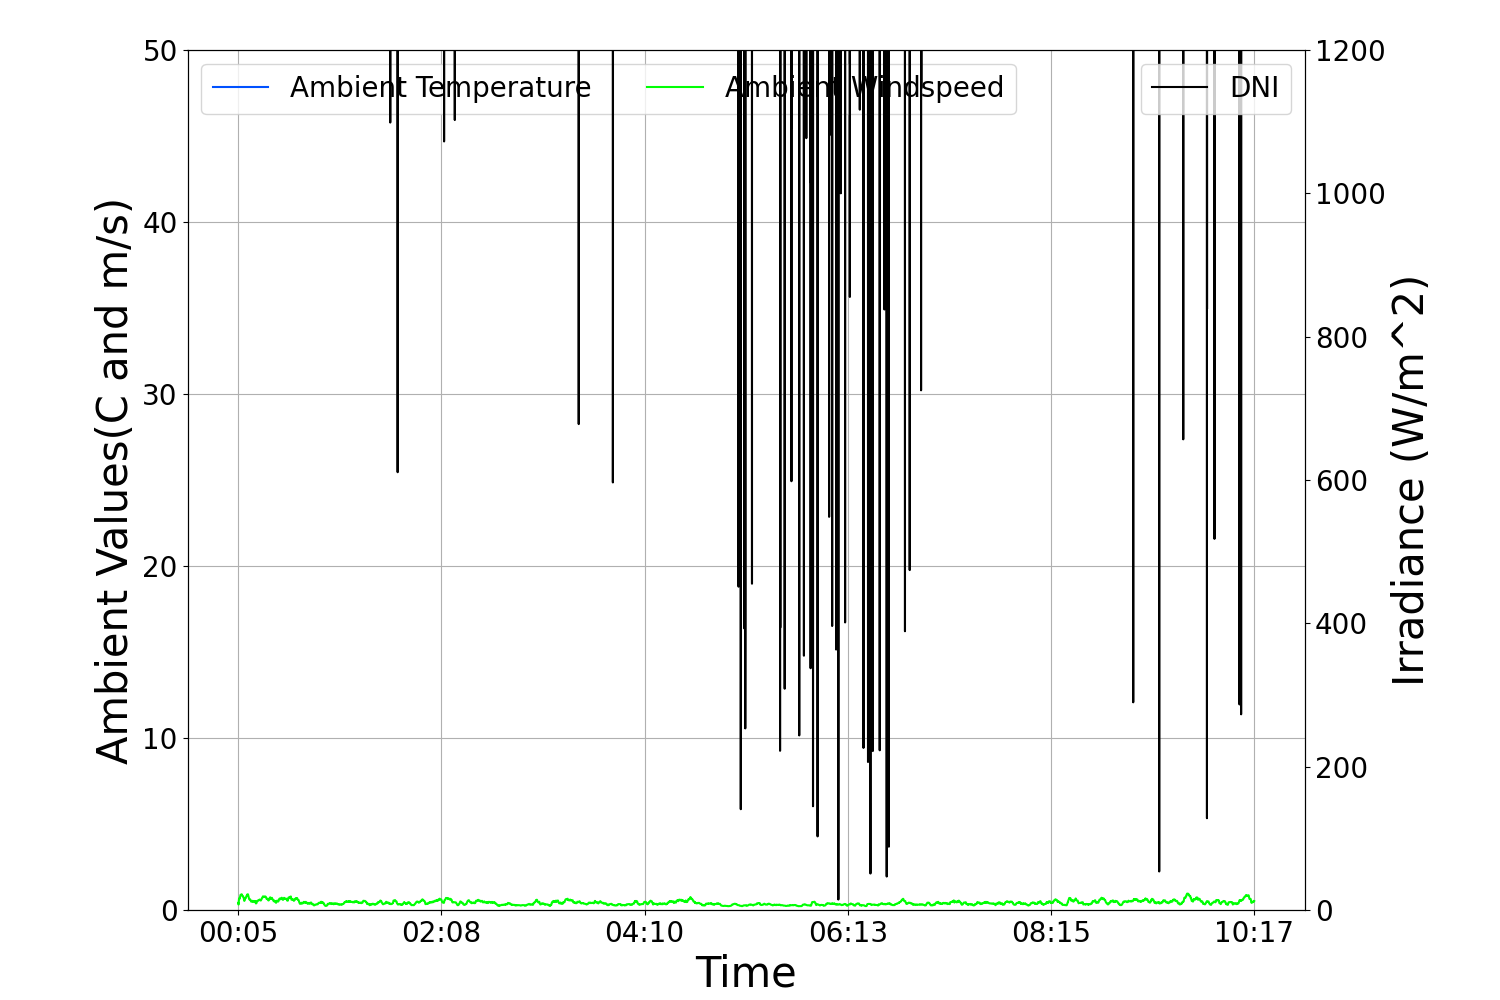 Ambient Temperature
Ambient Windspeed
DNI
50
40
30
20
10
0
Ambient Values(C and m/s)
1200
1000
800
600
400
200
0
Irradiance (W/m^2)
00:05 02:08 04:10 06:13 08:15 10:17
Time